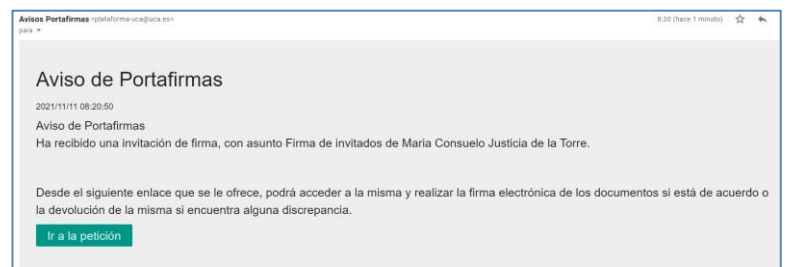 Avisos Portafirmas <plataforma-uca@uca.es>
8:20 (hace 1 minuto)
para
Aviso de Portafirmas
2021/11/11 08:20:50
Aviso de Portafirmas
Ha recibido una invitación de firma, con asunto Firma de invitados de Maria Consuelo Justicia de la Torre.
Desde el siguiente enlace que se le ofrece, podrá acceder a la misma y realizar la firma electrónica de los documentos si está de acuerdo o
la devolución de la misma si encuentra alguna discrepancia.
Ir a la petición